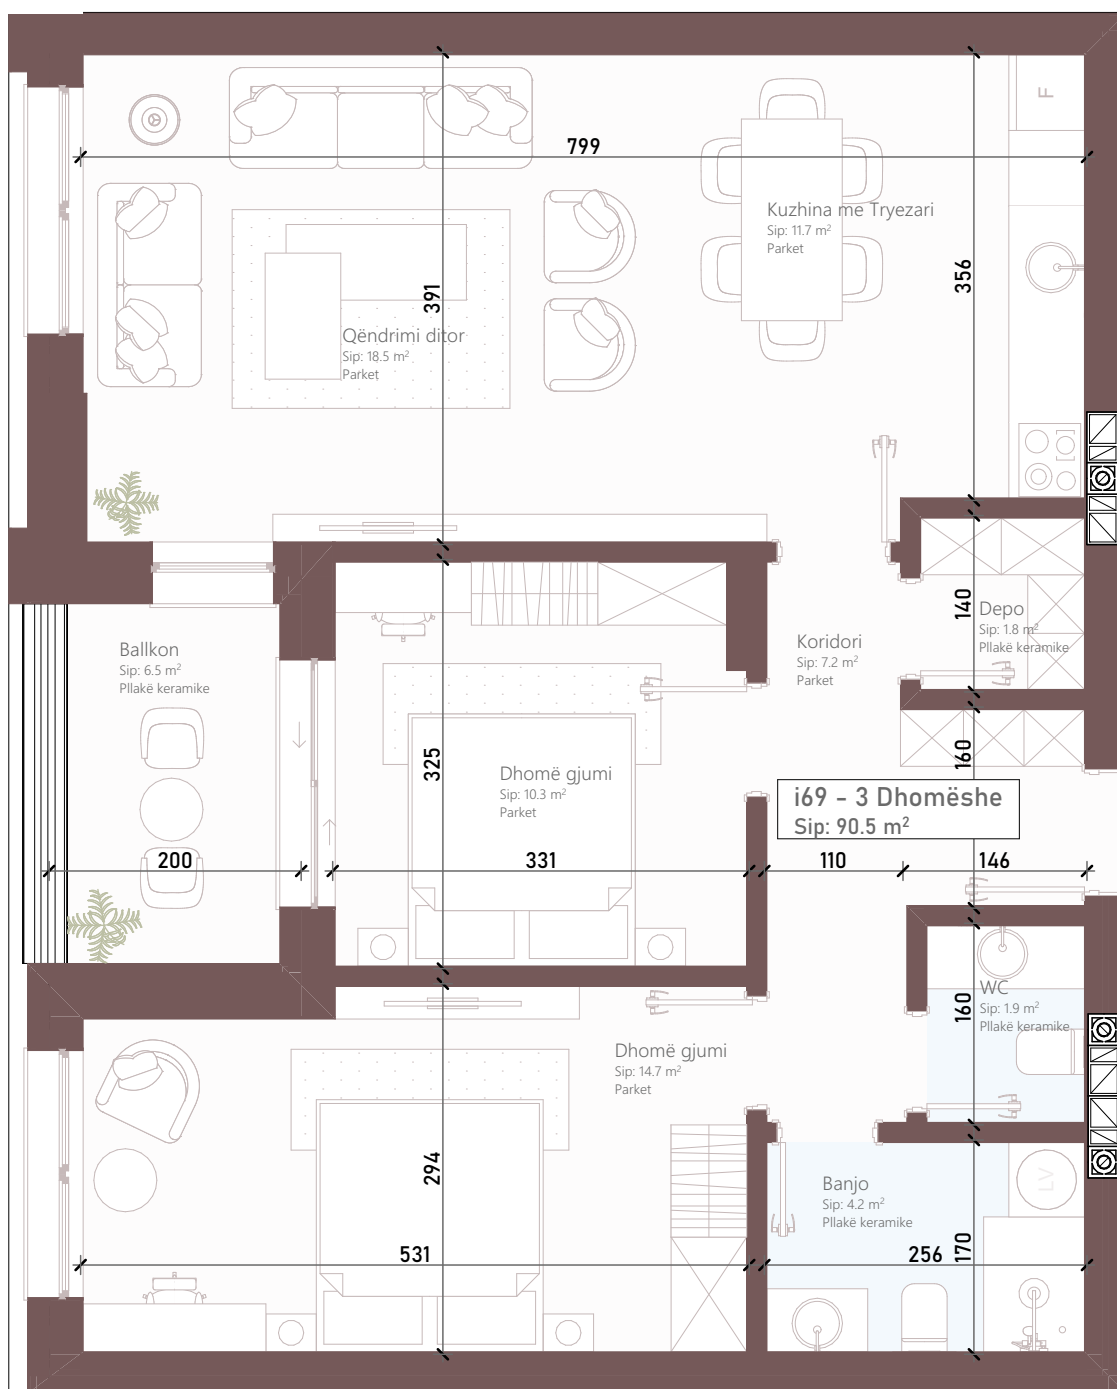 F
799
Kuzhina me Tryezari
Sip: 11.7 m²
Parket
356
391
Qëndrimi ditor
Sip: 18.5 m²
Parket
140
Depo
Sip: 1.8 m²
Pllakë keramike
Koridori
Sip: 7.2 m²
Parket
Ballkon
Sip: 6.5 m²
Pllakë keramike
325
160
Dhomë gjumi
Sip: 10.3 m²
Parket
i69 - 3 Dhomëshe
Sip: 90.5 m²
200
331
110
146
WC
Sip: 1.9 m²
Pllakë keramike
160
Dhomë gjumi
Sip: 14.7 m²
Parket
294
Banjo
Sip: 4.2 m²
Pllakë keramike
LV
531
256
170